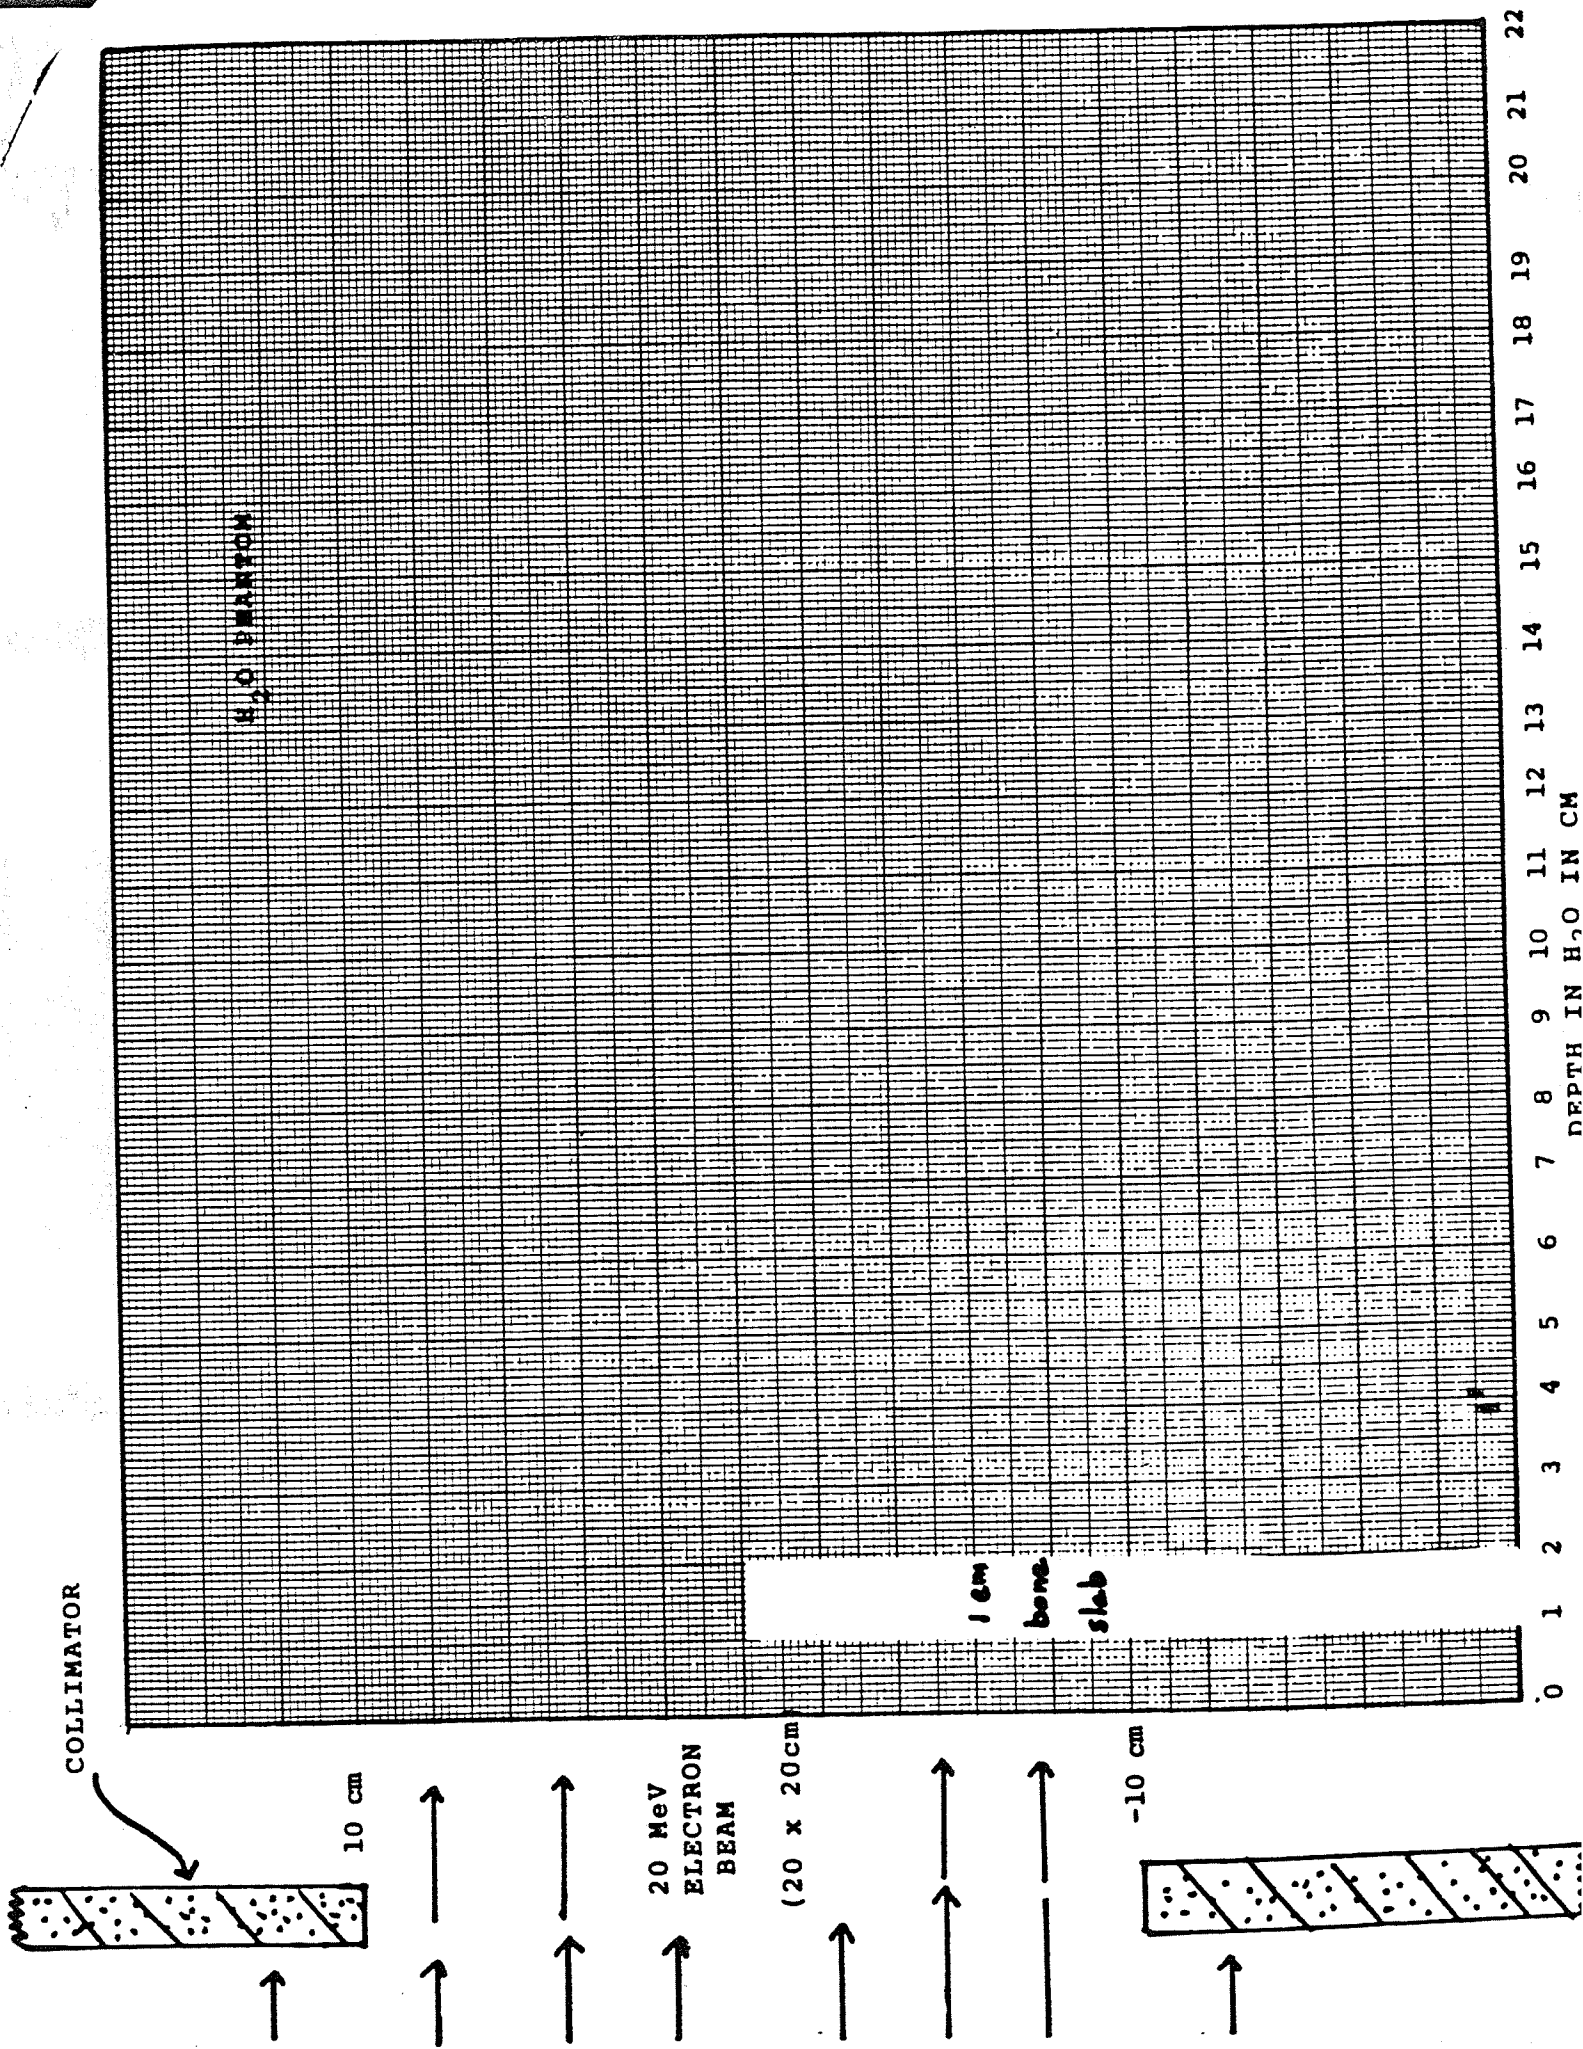 COLLIMATOR
10 cm
20 MeV
ELECTRON
BEAM
(20 x 20cm)
-10 cm
H₂O PHANTOM
1 cm
bone
slab
0 1 2 3 4 5 6 7 8 9 10 11 12 13 14 15 16 17 18 19 20 21 22
DEPTH IN H₂O IN CM